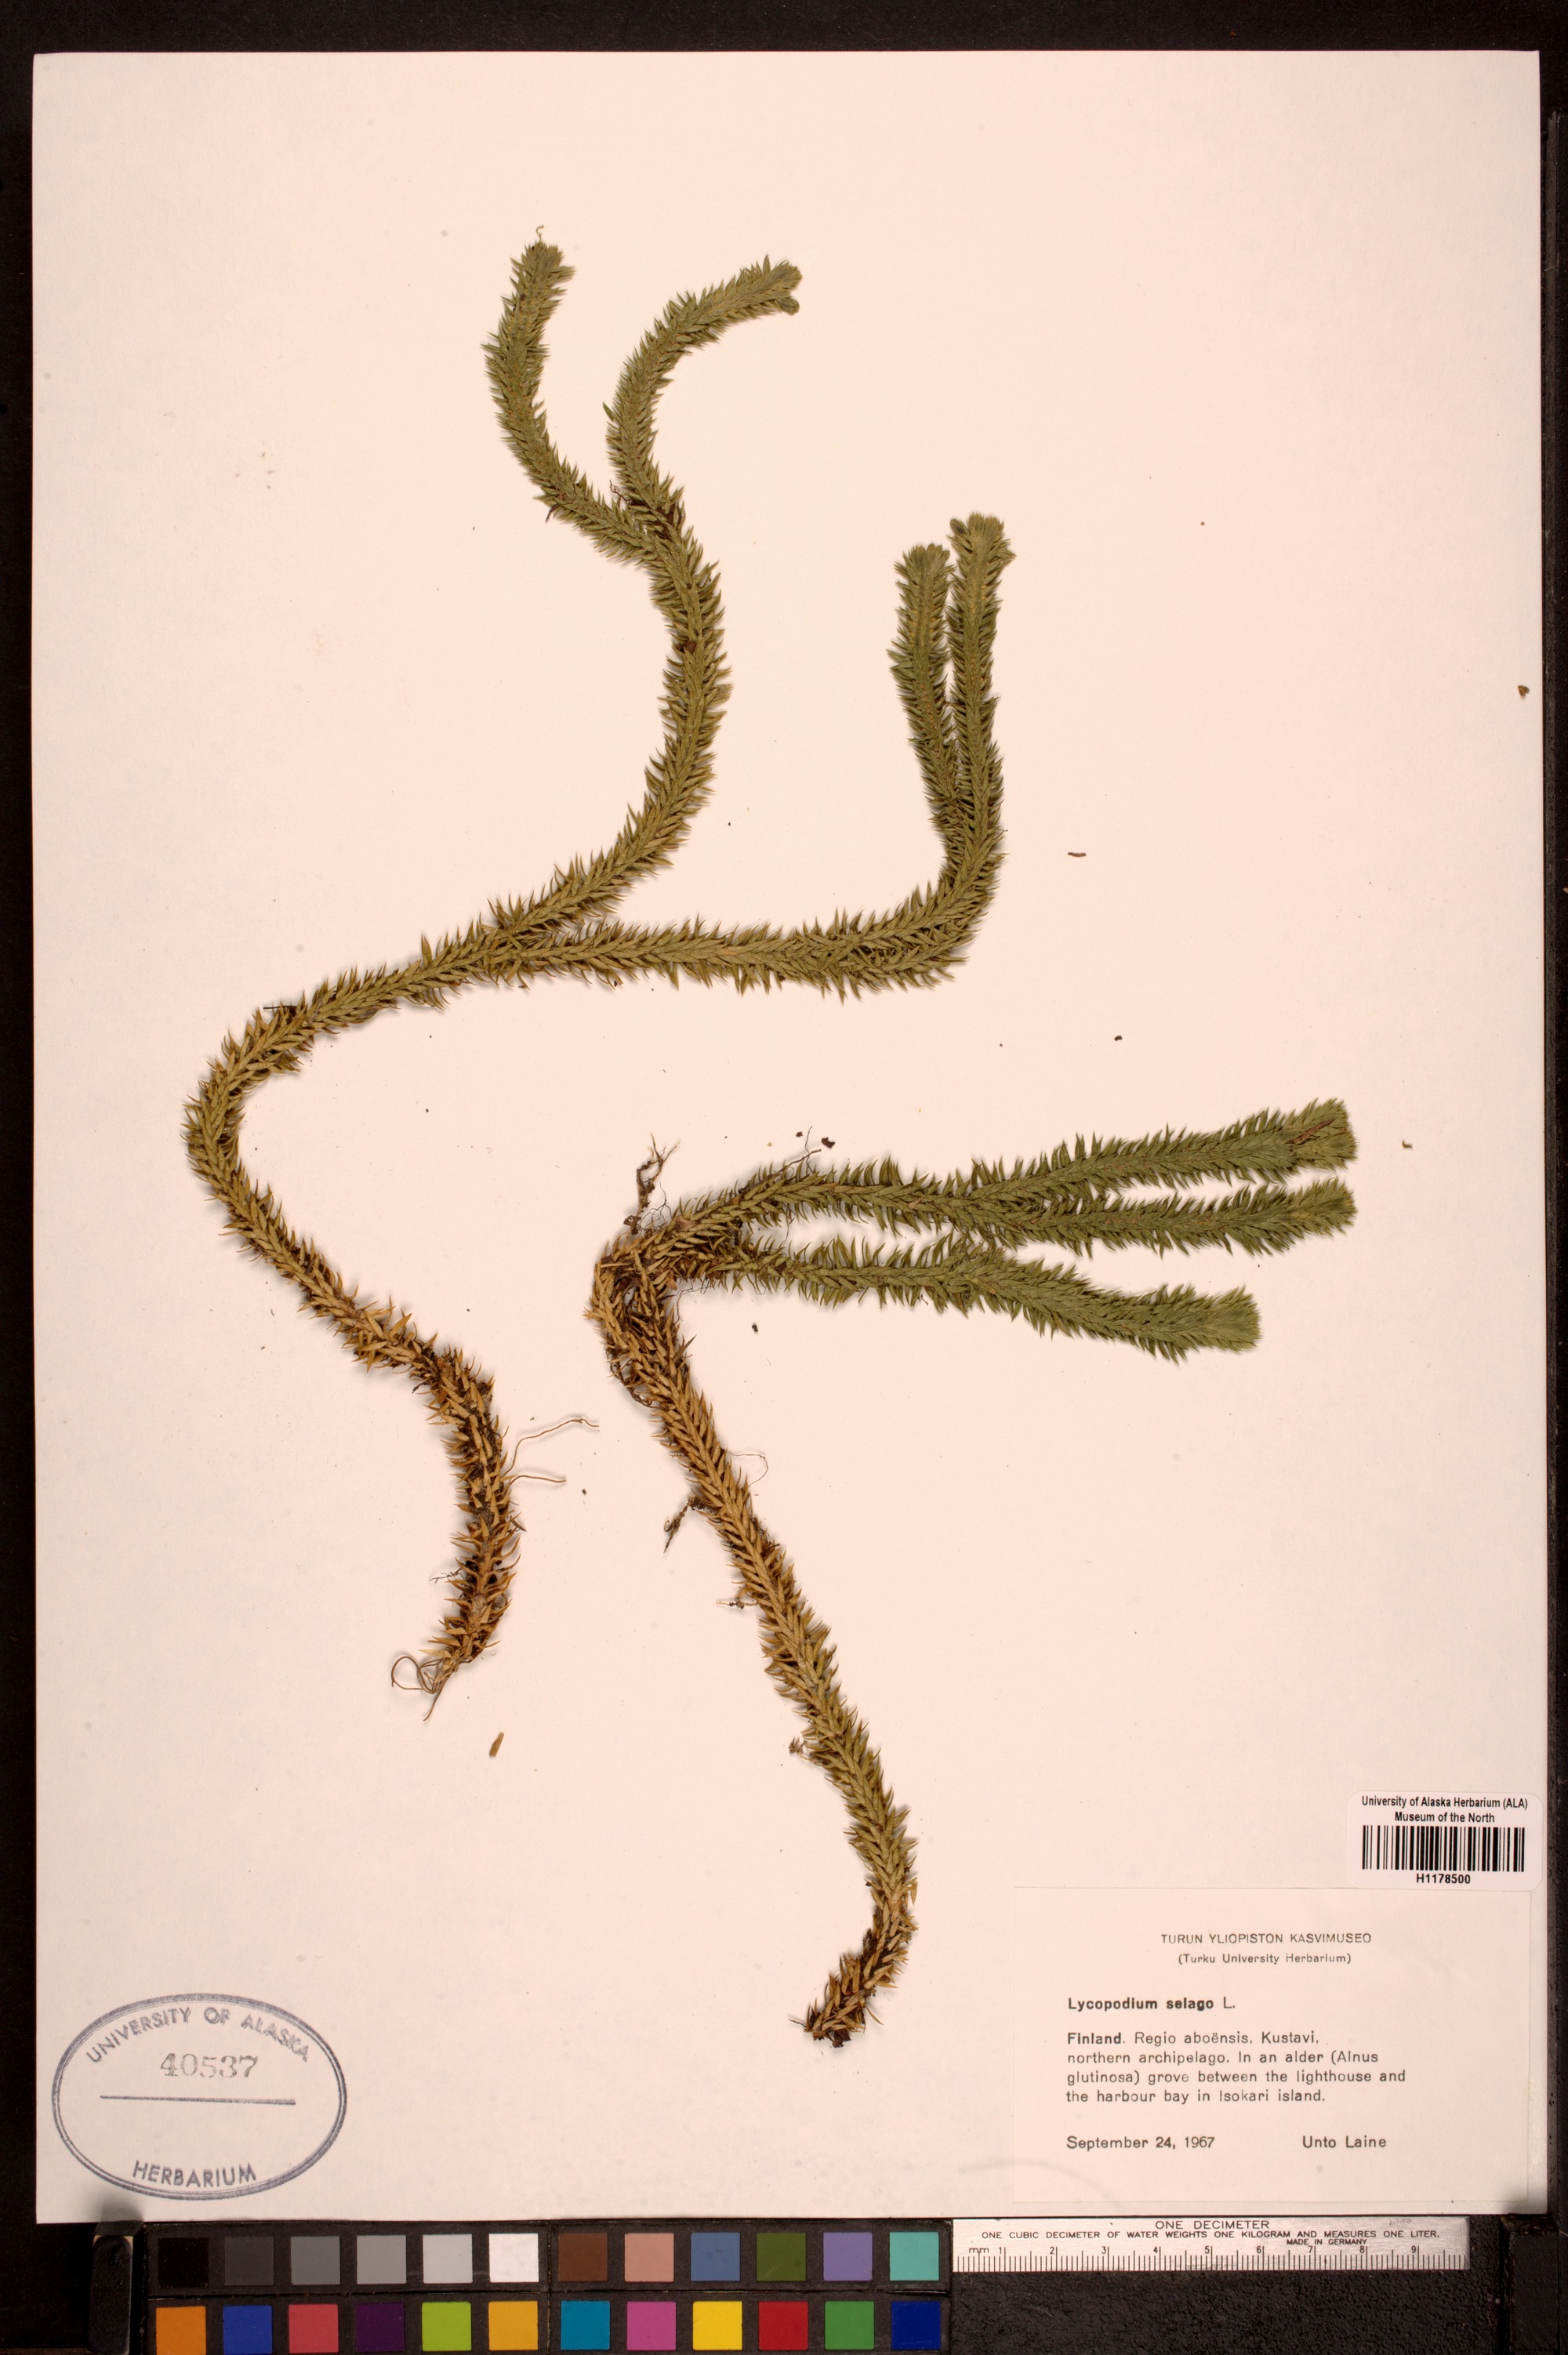 University of Alaska Herbarium (ALA)
Museum of the North
H1178500
TURUN YLIOPISTON KASVIMUSEO
(Turku University Herbarium)
Lycopodium selago L.
Finland. Regio aboënsis, Kustavi,
northern archipelago. In an alder (Alnus
glutinosa) grove between the lighthouse and
the harbour bay in Isokari island.
September 24, 1967 Unto Laine
UNIVERSITY OF ALASKA
40537
HERBARIUM
ONE DECIMETER
ONE CUBIC DECIMETER OF WATER WEIGHTS ONE KILOGRAM AND MEASURES ONE LITER.
MADE IN GERMANY
mm 1 2 3 4 5 6 7 8 9